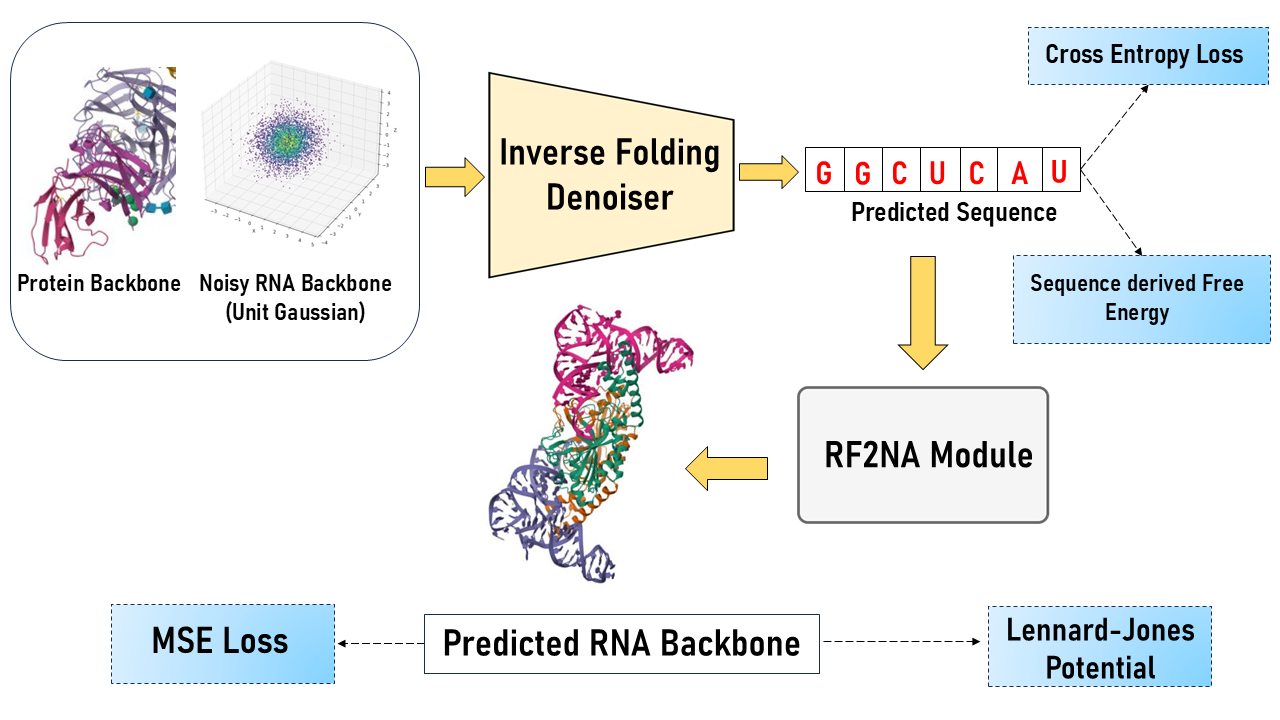 Protein Backbone
Noisy RNA Backbone
(Unit Gaussian)
Inverse Folding
Denoiser
G G C U C A U
Predicted Sequence
Cross Entropy Loss
Sequence derived Free
Energy
RF2NA Module
MSE Loss
Predicted RNA Backbone
Lennard-Jones
Potential